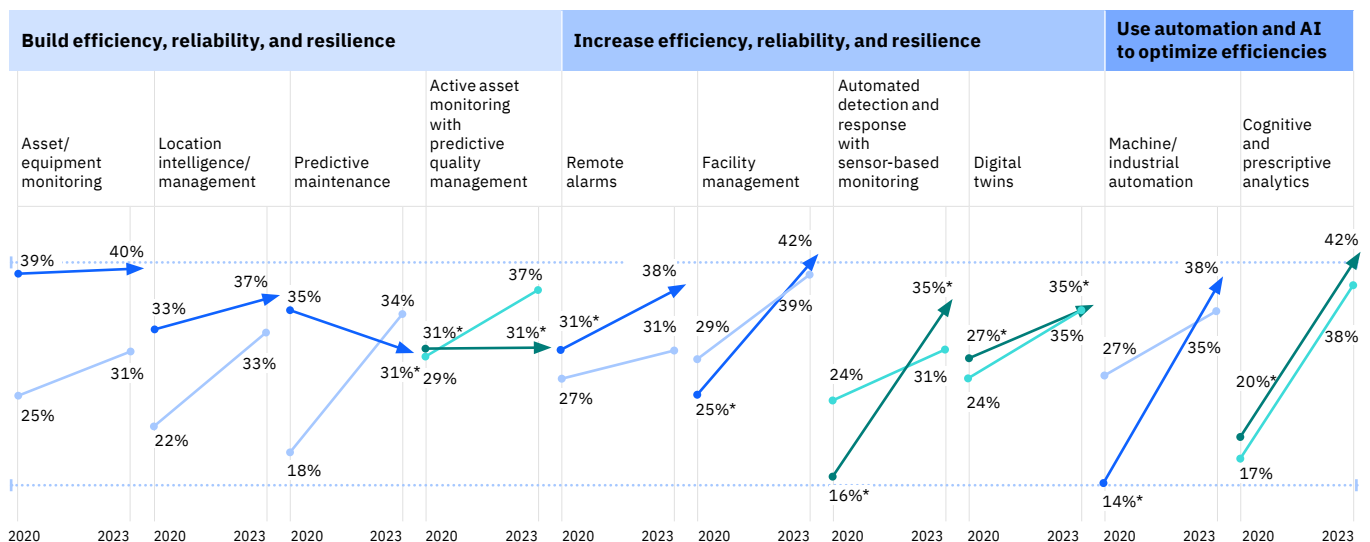 Build efficiency, reliability, and resilience
Increase efficiency, reliability, and resilience
Use automation and AI
to optimize efficiencies
Asset/
equipment
monitoring
Location
intelligence/
management
Predictive
maintenance
Active asset
monitoring
with
predictive
quality
management
Remote
alarms
Facility
management
Automated
detection and
response
with
sensor-based
monitoring
Digital
twins
Machine/
industrial
automation
Cognitive
and
prescriptive
analytics
39%
40%
25%
31%
33%
37%
22%
33%
35%
34%
18%
31%*
31%*
37%
31%*
29%
31%*
38%
31%
27%
29%
42%
39%
25%*
24%
35%*
31%
16%*
27%*
35%*
35%
24%
27%
38%
35%
14%*
20%*
42%
38%
17%
2020 2023 2020 2023 2020 2023 2020 2023 2020 2023 2020 2023 2020 2023 2020 2023 2020 2023 2020 2023